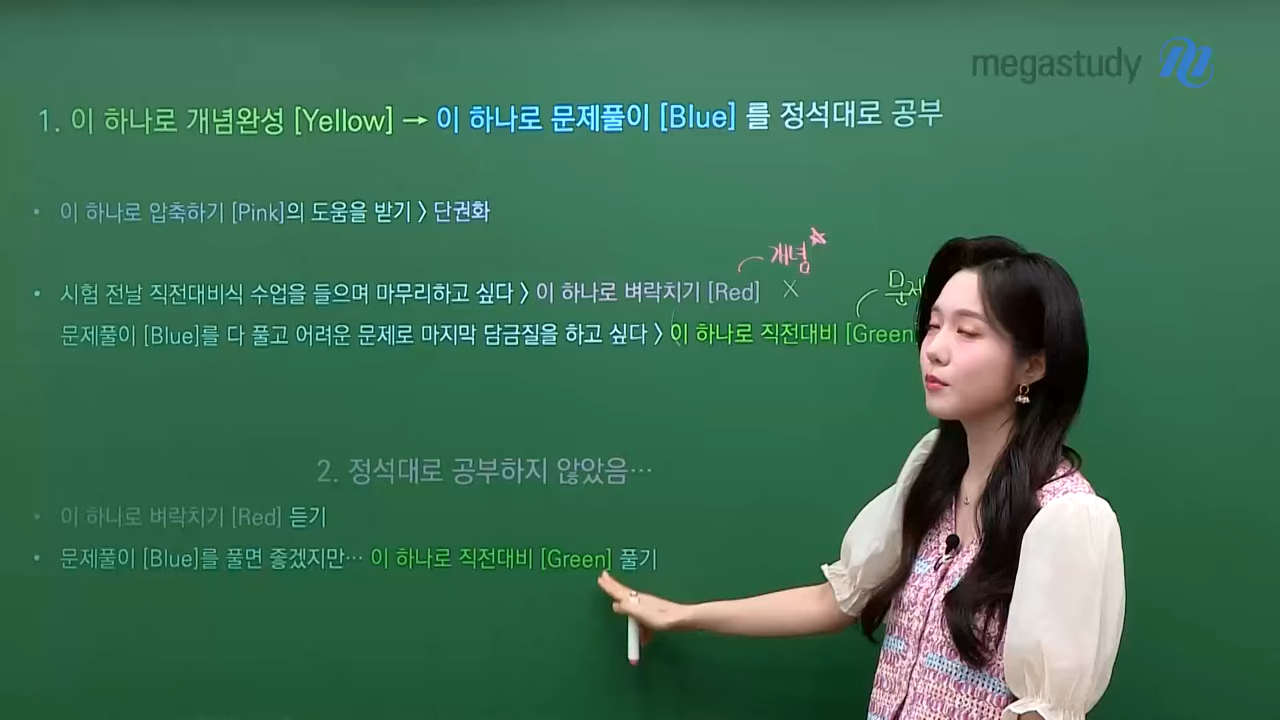 megastudy
1. 이 하나로 개념완성 [Yellow] → 이 하나로 문제풀이 [Blue] 를 정석대로 공부
• 이 하나로 압축하기 [Pink]의 도움을 받기 > 단권화
개념 ☆
• 시험 전날 직전대비식 수업을 들으며 마무리하고 싶다 > 이 하나로 벼락치기 [Red] X
문제
문제풀이 [Blue]를 다 풀고 어려운 문제로 마지막 담금질을 하고 싶다 > 이 하나로 직전대비 [Green
2. 정석대로 공부하지 않았음…
• 이 하나로 벼락치기 [Red] 듣기
• 문제풀이 [Blue]를 풀면 좋겠지만… 이 하나로 직전대비 [Green] 풀기